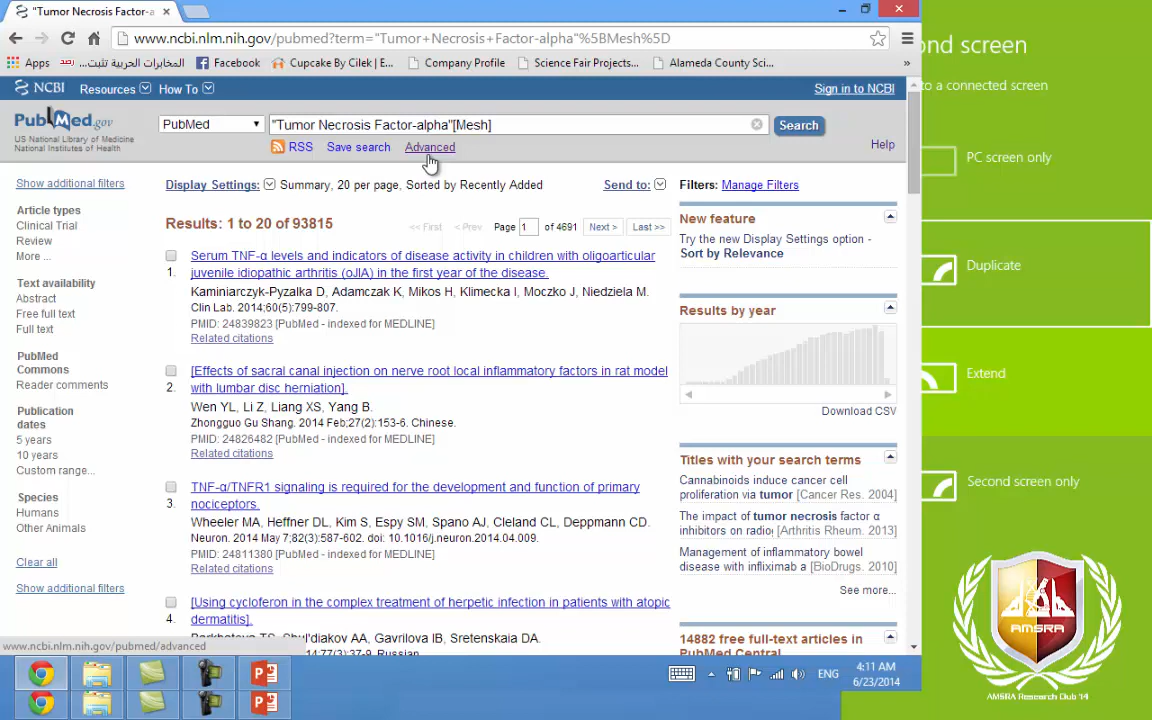 "Tumor Necrosis Factor-a
www.ncbi.nlm.nih.gov/pubmed?term="Tumor+Necrosis+Factor-alpha"%5BMesh%5D
Apps
المخابرات الحربية تثبت...
رصد
Facebook
Cupcake By Cilek | E...
Company Profile
Science Fair Projects...
Alameda County Sci...
»
NCBI
Resources
How To
Sign in to NCBI
PubMed.gov
US National Library of Medicine
National Institutes of Health
PubMed
"Tumor Necrosis Factor-alpha"[Mesh]
Search
RSS
Save search
Advanced
Help
Show additional filters
Article types
Clinical Trial
Review
More ...
Text availability
Abstract
Free full text
Full text
PubMed
Commons
Reader comments
Publication
dates
5 years
10 years
Custom range...
Species
Humans
Other Animals
Clear all
Show additional filters
Display Settings: Summary, 20 per page, Sorted by Recently Added
Send to:
Results: 1 to 20 of 93815
<< First < Prev Page 1 of 4691 Next > Last >>
Serum TNF-α levels and indicators of disease activity in children with oligoarticular
1. juvenile idiopathic arthritis (oJIA) in the first year of the disease.
Kaminiarczyk-Pyzalka D, Adamczak K, Mikos H, Klimecka I, Moczko J, Niedziela M.
Clin Lab. 2014;60(5):799-807.
PMID: 24839823 [PubMed - indexed for MEDLINE]
Related citations
[Effects of sacral canal injection on nerve root local inflammatory factors in rat model
2. with lumbar disc herniation].
Wen YL, Li Z, Liang XS, Yang B.
Zhongguo Gu Shang. 2014 Feb;27(2):153-6. Chinese.
PMID: 24826482 [PubMed - indexed for MEDLINE]
Related citations
TNF-α/TNFR1 signaling is required for the development and function of primary
3. nociceptors.
Wheeler MA, Heffner DL, Kim S, Espy SM, Spano AJ, Cleland CL, Deppmann CD.
Neuron. 2014 May 7;82(3):587-602. doi: 10.1016/j.neuron.2014.04.009.
PMID: 24811380 [PubMed - indexed for MEDLINE]
Related citations
[Using cycloferon in the complex treatment of herpetic infection in patients with atopic
4. dermatitis].
Shul'diakov AA, Gavrilova IB, Sretenskaia DA.
Russian
Filters: Manage Filters
New feature
Try the new Display Settings option -
Sort by Relevance
Results by year
Download CSV
Titles with your search terms
Cannabinoids induce cancer cell
proliferation via tumor [Cancer Res. 2004]
The impact of tumor necrosis factor α
inhibitors on radio [Arthritis Rheum. 2013]
Management of inflammatory bowel
disease with infliximab a [BioDrugs. 2010]
See more...
14882 free full-text articles in
PubMed Central
www.ncbi.nlm.nih.gov/pubmed/advanced
ENG
4:11 AM
6/23/2014
ond screen
to a connected screen
PC screen only
Duplicate
Extend
Second screen only
AMSRA
AMSRA Research Club '14